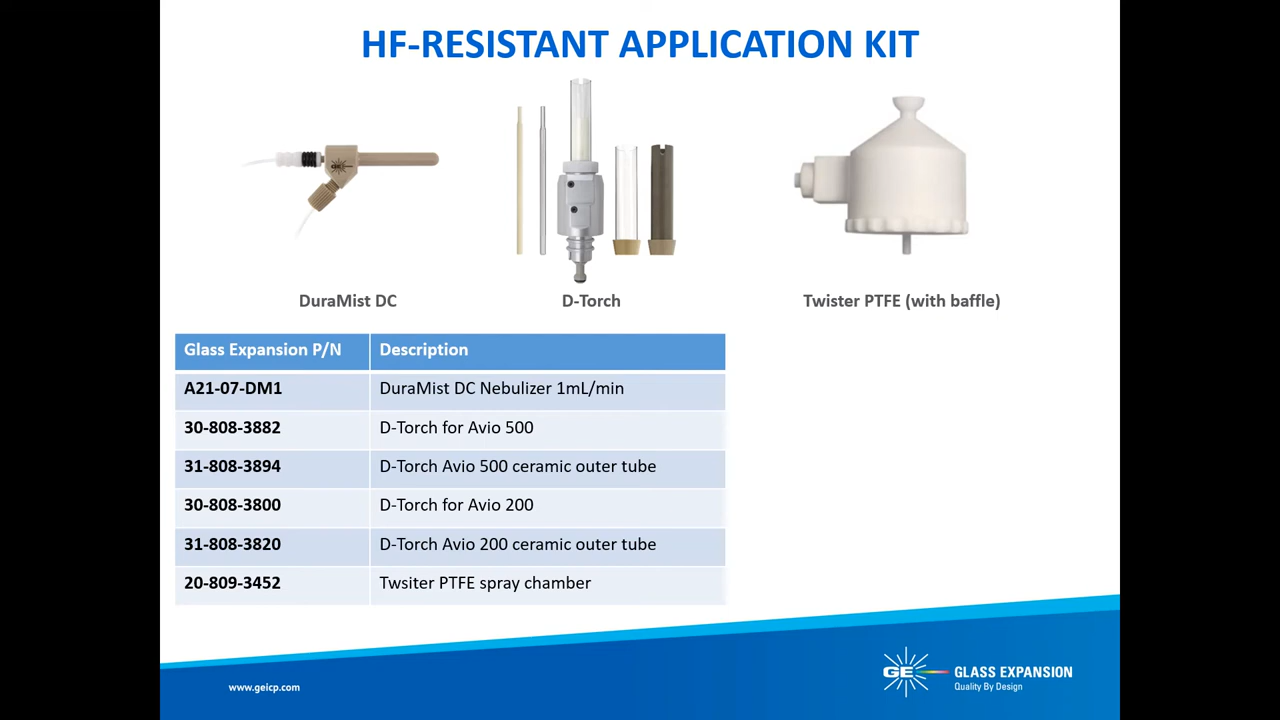 HF-RESISTANT APPLICATION KIT
GE
DuraMist DC
D-Torch
Twister PTFE (with baffle)
Glass Expansion P/N Description
A21-07-DM1 DuraMist DC Nebulizer 1mL/min
30-808-3882 D-Torch for Avio 500
31-808-3894 D-Torch Avio 500 ceramic outer tube
30-808-3800 D-Torch for Avio 200
31-808-3820 D-Torch Avio 200 ceramic outer tube
20-809-3452 Twsiter PTFE spray chamber
www.geicp.com
GE GLASS EXPANSION
Quality By Design